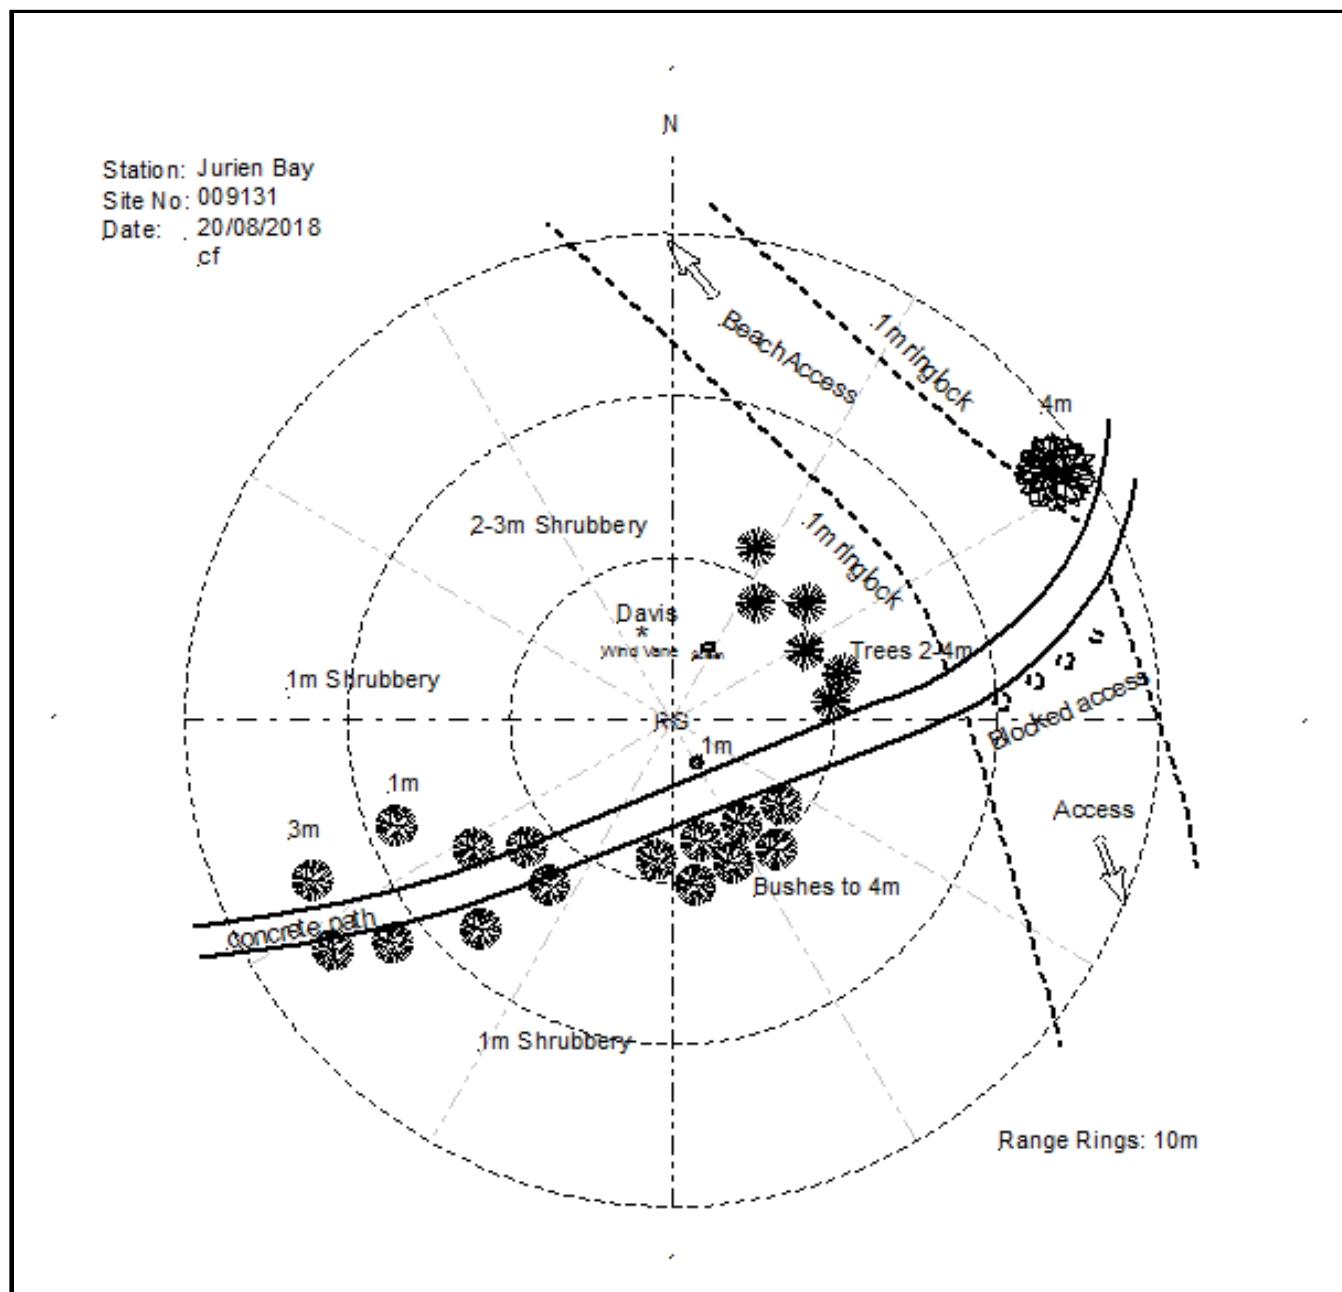 N
Station: Jurien Bay
Site No: 009131
Date: 20/08/2018
cf
Beach Access
1m ringlock
4m
2-3m Shrubbery
1m ringlock
Davis
Wind Vane
Trees 2-4m
1m Shrubbery
RG
1m
Blocked access
1m
3m
Access
Bushes to 4m
Concrete path
1m Shrubbery
Range Rings: 10m